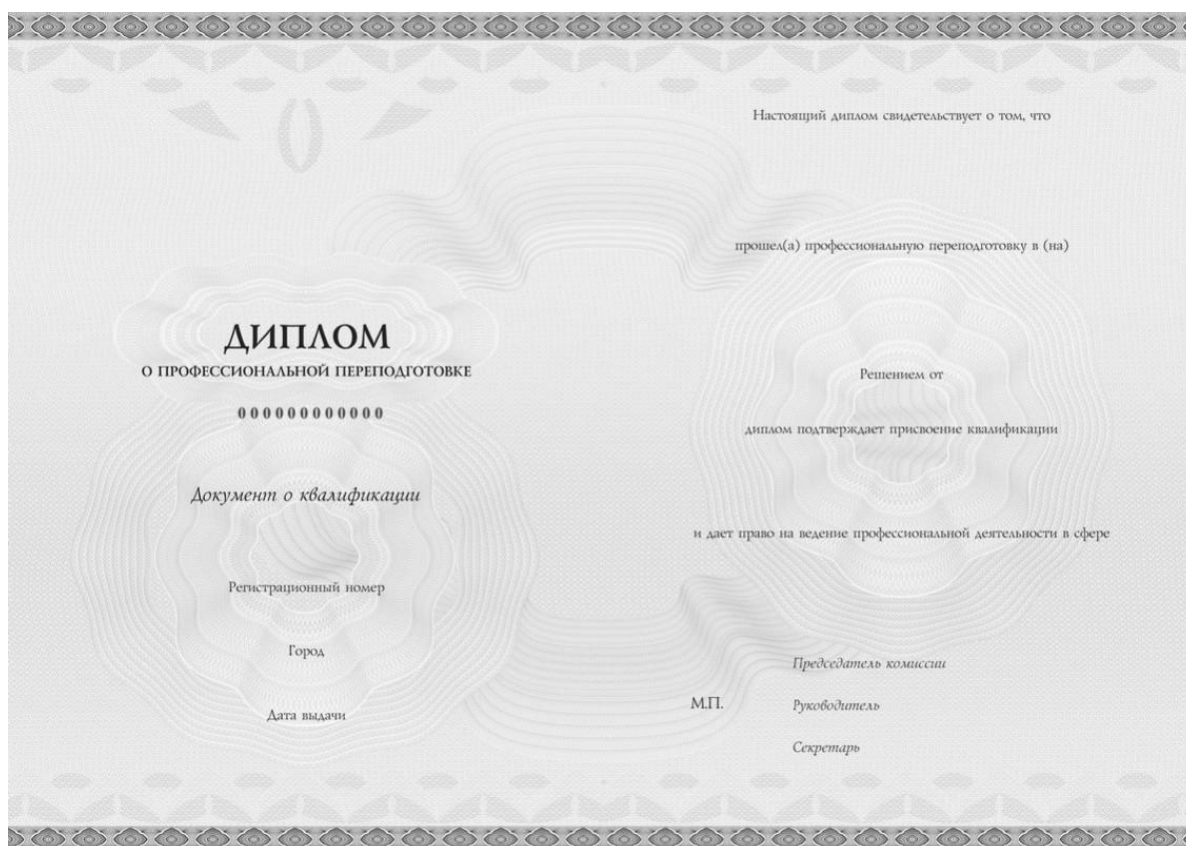 ДИПЛОМ
О ПРОФЕССИОНАЛЬНОЙ ПЕРЕПОДГОТОВКЕ
000000000000
Документ о квалификации
Регистрационный номер
Город
Дата выдачи
Настоящий диплом свидетельствует о том, что
прошел(а) профессиональную переподготовку в (на)
Решением от
диплом подтверждает присвоение квалификации
и дает право на ведение профессиональной деятельности в сфере
Председатель комиссии
М.П.
Руководитель
Секретарь